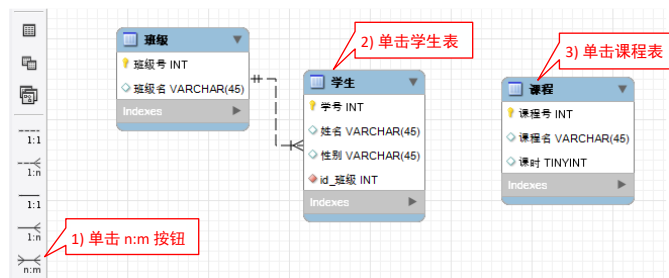 班级
班级号 INT
班级名 VARCHAR(45)
Indexes
2) 单击学生表
学生
学号 INT
姓名 VARCHAR(45)
性别 VARCHAR(45)
id_班级 INT
Indexes
3) 单击课程表
课程
课程号 INT
课程名 VARCHAR(45)
课时 TINYINT
Indexes
1:1
1:n
1:1
1:n
n:m
1) 单击 n:m 按钮